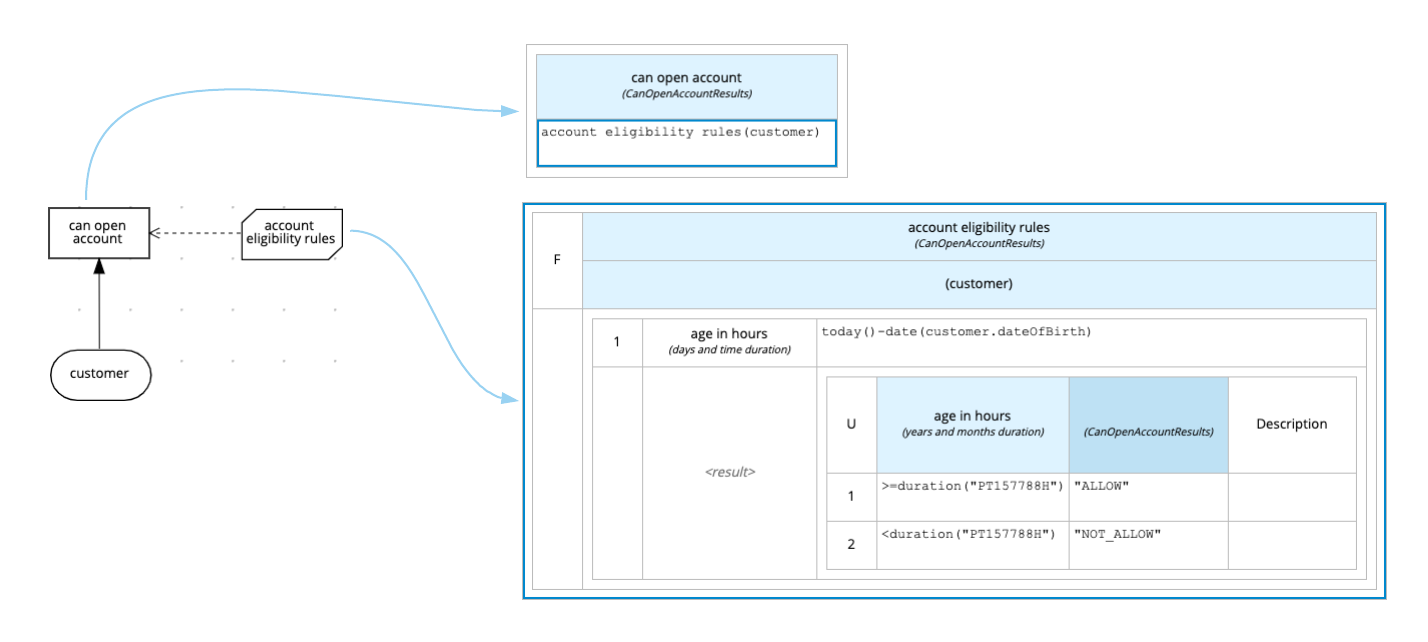 can open account
(CanOpenAccountResults)
account eligibility rules(customer)
can open
account
account
eligibility rules
customer
F
account eligibility rules
(CanOpenAccountResults)
(customer)
1
age in hours
(days and time duration)
today()-date(customer.dateOfBirth)
<result>
U
age in hours
(years and months duration)
(CanOpenAccountResults)
Description
1
>=duration("PT157788H")
"ALLOW"
2
<duration("PT157788H")
"NOT_ALLOW"